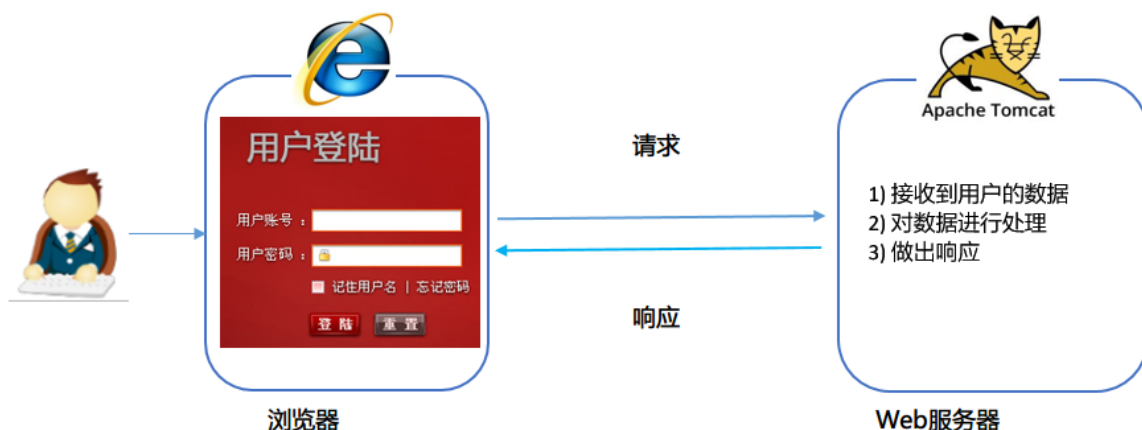 Apache Tomcat
用户登陆
用户账号：
用户密码：
记住用户名 | 忘记密码
登 陆
重 置
请求
响应
1) 接收到用户的数据
2) 对数据进行处理
3) 做出响应
浏览器
Web服务器